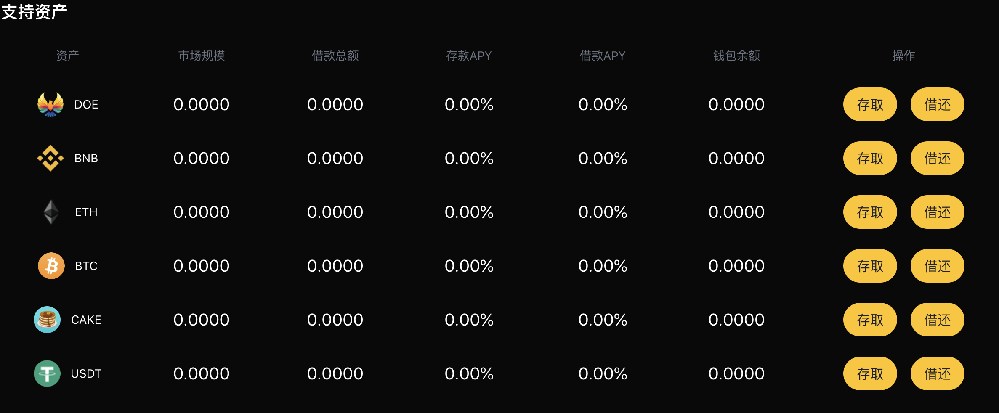 支持资产
资产 市场规模 借款总额 存款APY 借款APY 钱包余额 操作
DOE 0.0000 0.0000 0.00% 0.00% 0.0000 存取 借还
BNB 0.0000 0.0000 0.00% 0.00% 0.0000 存取 借还
ETH 0.0000 0.0000 0.00% 0.00% 0.0000 存取 借还
BTC 0.0000 0.0000 0.00% 0.00% 0.0000 存取 借还
CAKE 0.0000 0.0000 0.00% 0.00% 0.0000 存取 借还
USDT 0.0000 0.0000 0.00% 0.00% 0.0000 存取 借还